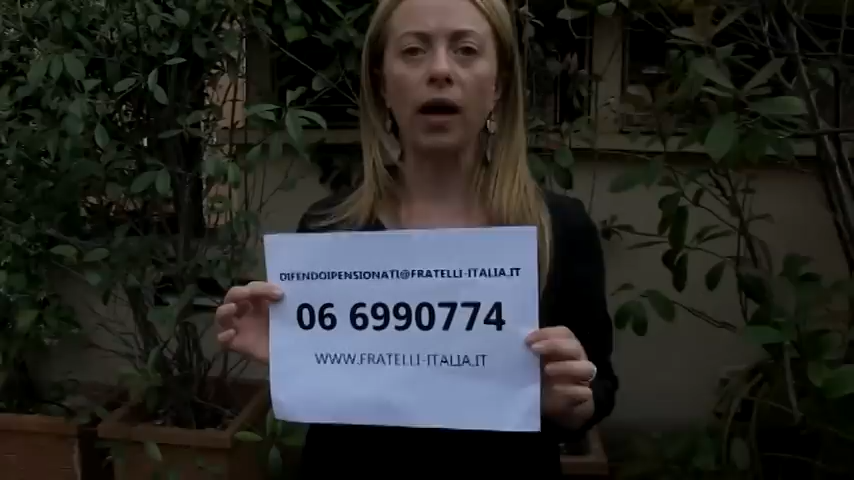 DIFENDOIPENSIONATI@FRATELLI-ITALIA.IT
06 6990774
WWW.FRATELLI-ITALIA.IT